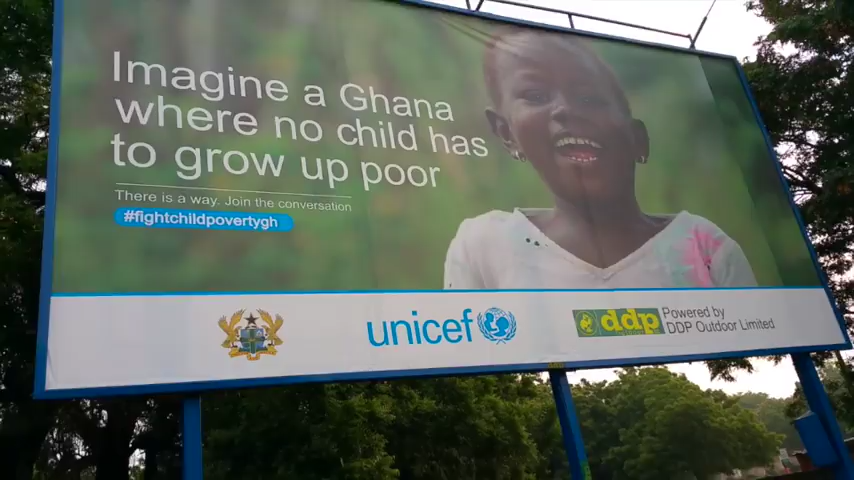 Imagine a Ghana
where no child has
to grow up poor
There is a way. Join the conversation
#fightchildpovertygh
unicef
ddp
Powered by
DDP Outdoor Limited